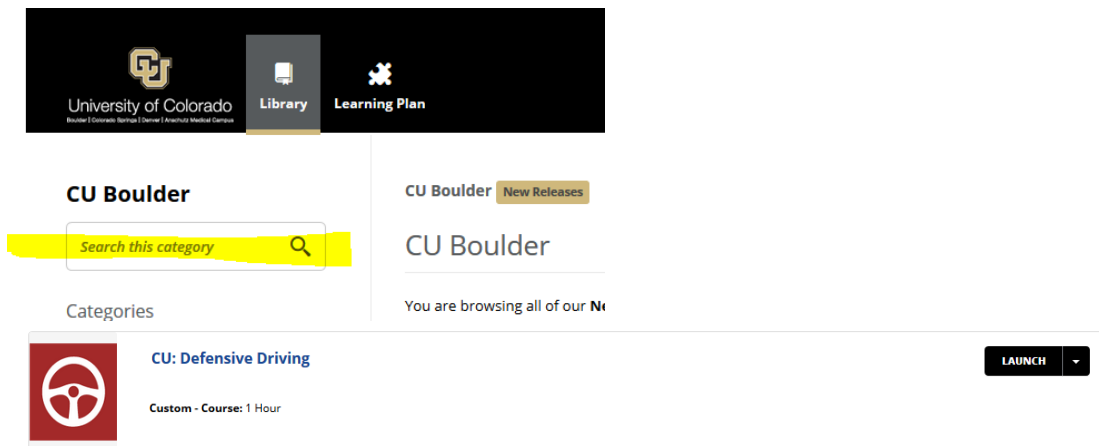 CU
University of Colorado
Boulder | Colorado Springs | Denver | Anschutz Medical Campus
Library
Learning Plan
CU Boulder
Search this category
Categories
CU Boulder New Releases
CU Boulder
You are browsing all of our Ne
CU: Defensive Driving
Custom - Course: 1 Hour
LAUNCH